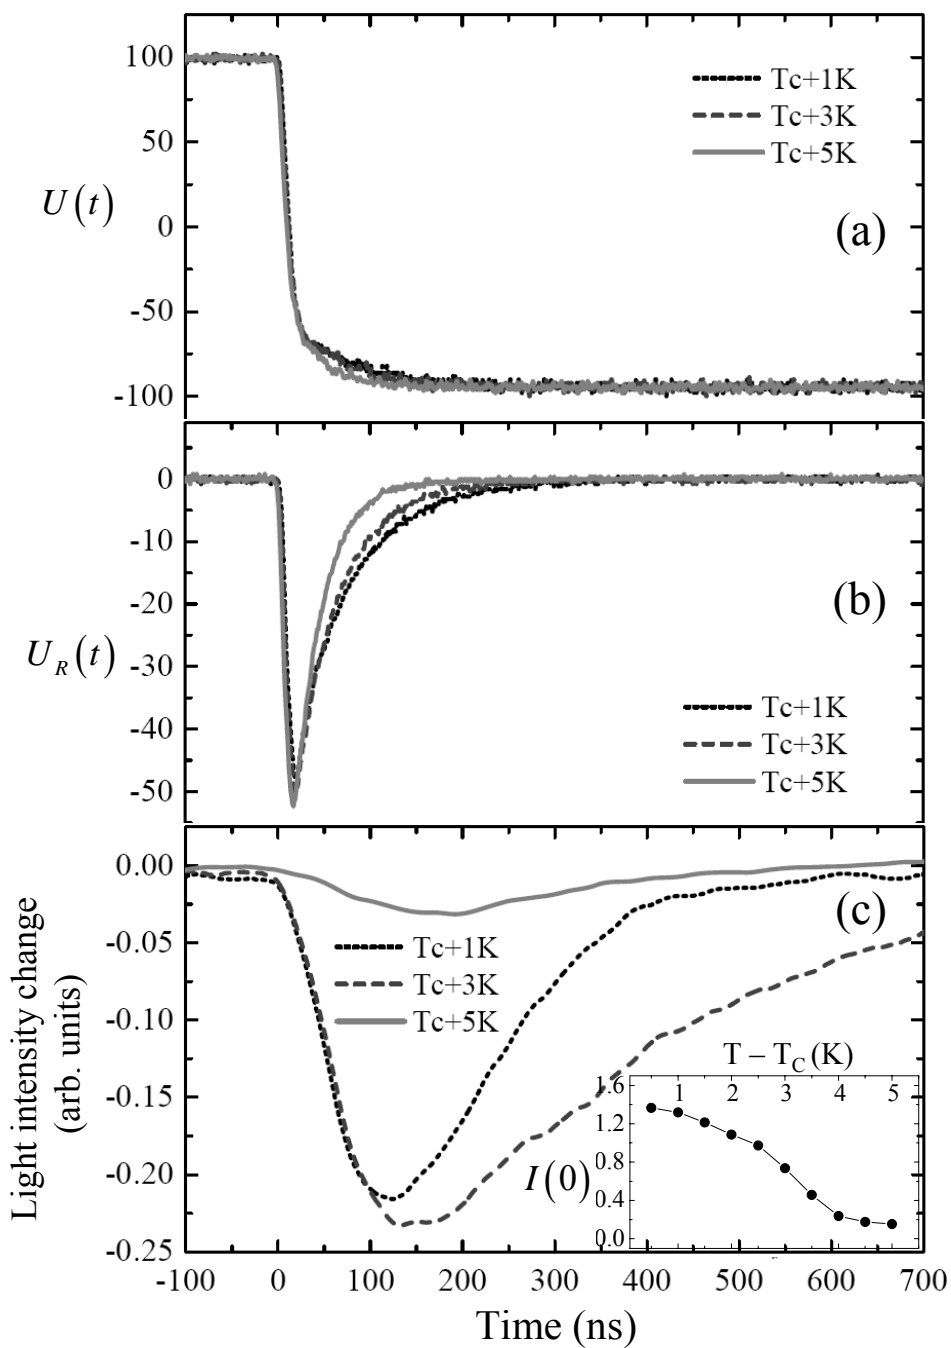 100
50
0
-50
-100
U(t)
Tc+1K
Tc+3K
Tc+5K
(a)
0
-10
-20
-30
-40
-50
U_R(t)
(b)
Tc+1K
Tc+3K
Tc+5K
0.00
-0.05
-0.10
-0.15
-0.20
-0.25
Light intensity change
(arb. units)
(c)
Tc+1K
Tc+3K
Tc+5K
T – T_C (K)
1 2 3 4 5
1.6
1.2
0.8
0.4
0.0
I(0)
-100 0 100 200 300 400 500 600 700
Time (ns)